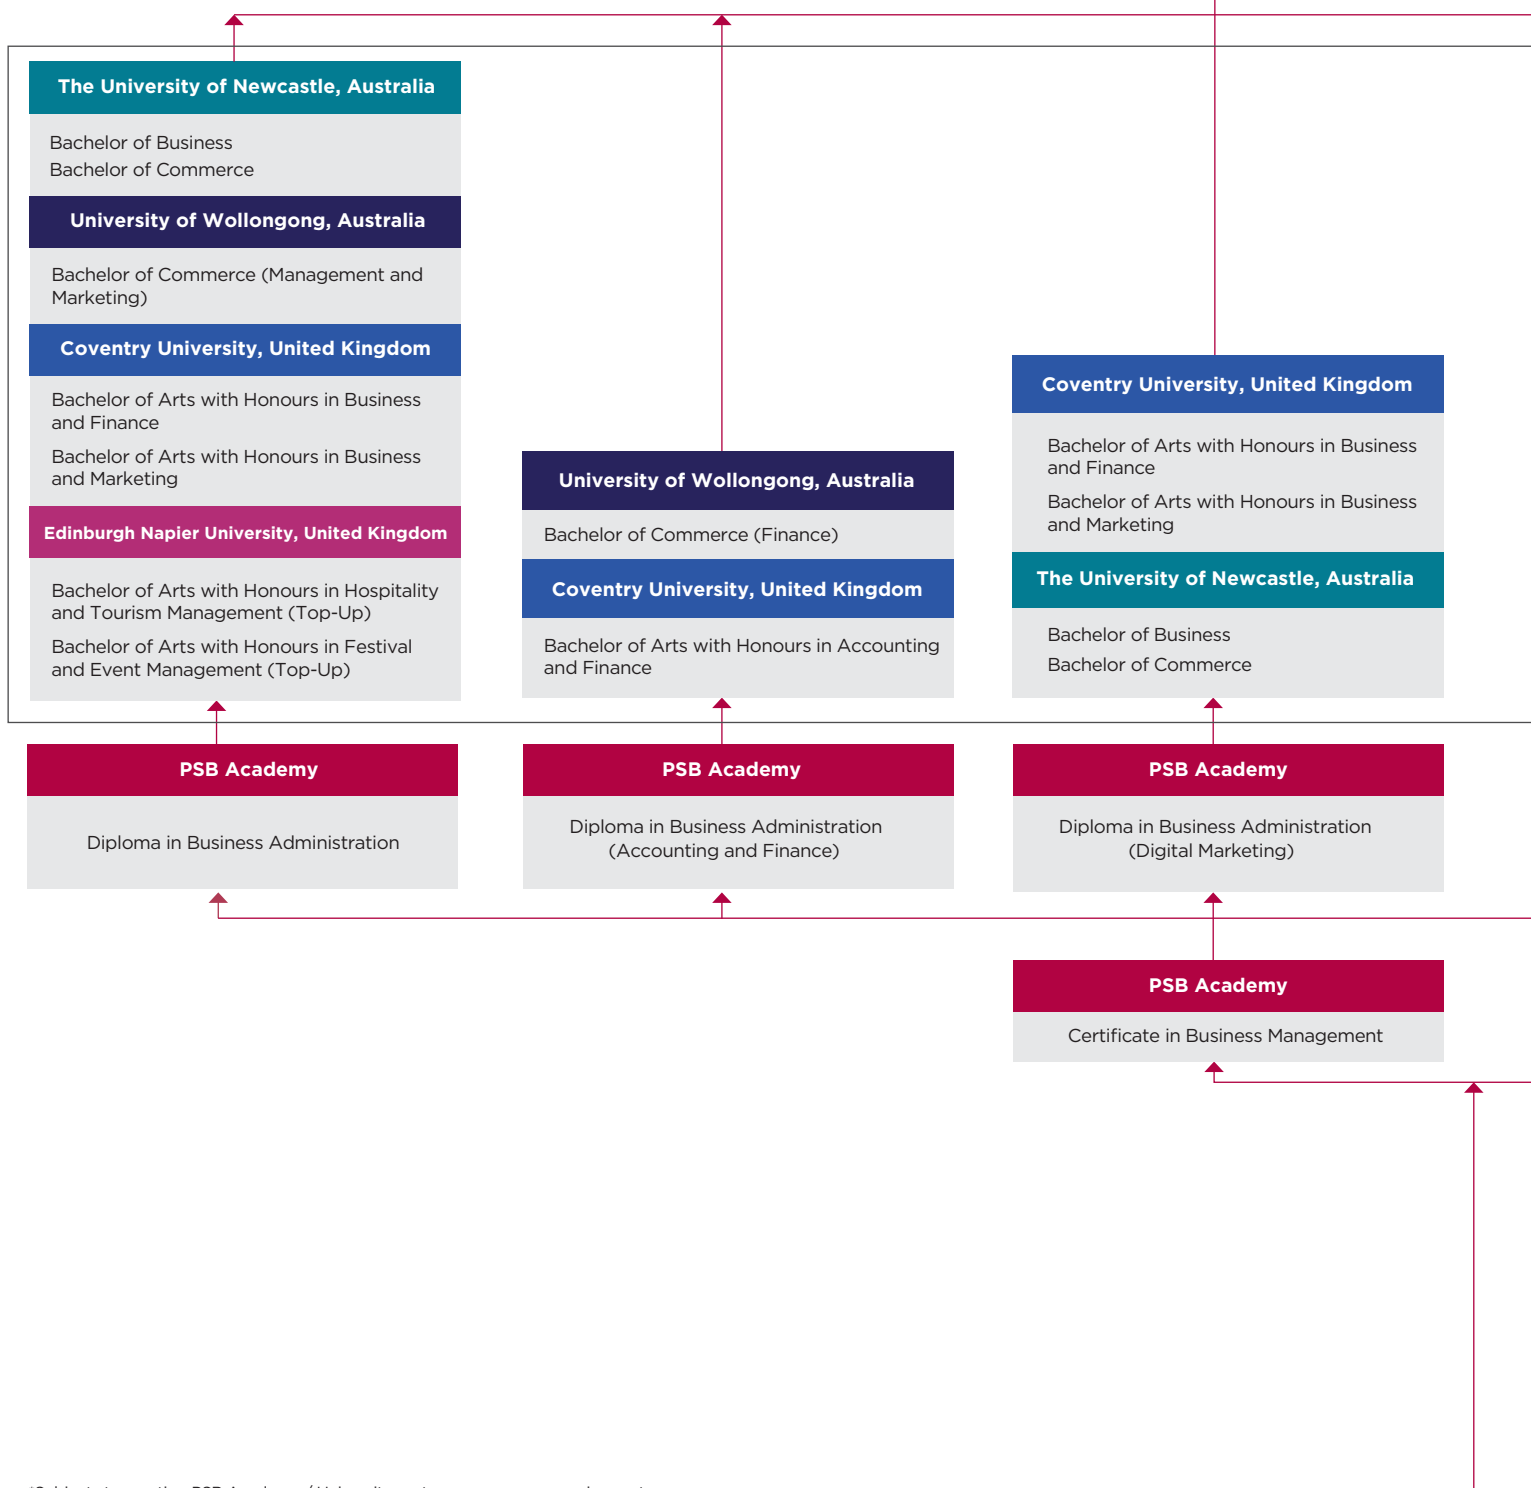 The University of Newcastle, Australia
Bachelor of Business
Bachelor of Commerce
University of Wollongong, Australia
Bachelor of Commerce (Management and
Marketing)
Coventry University, United Kingdom
Bachelor of Arts with Honours in Business
and Finance
Bachelor of Arts with Honours in Business
and Marketing
Edinburgh Napier University, United Kingdom
Bachelor of Arts with Honours in Hospitality
and Tourism Management (Top-Up)
Bachelor of Arts with Honours in Festival
and Event Management (Top-Up)
University of Wollongong, Australia
Bachelor of Commerce (Finance)
Coventry University, United Kingdom
Bachelor of Arts with Honours in Accounting
and Finance
Coventry University, United Kingdom
Bachelor of Arts with Honours in Business
and Finance
Bachelor of Arts with Honours in Business
and Marketing
The University of Newcastle, Australia
Bachelor of Business
Bachelor of Commerce
PSB Academy
Diploma in Business Administration
PSB Academy
Diploma in Business Administration
(Accounting and Finance)
PSB Academy
Diploma in Business Administration
(Digital Marketing)
PSB Academy
Certificate in Business Management